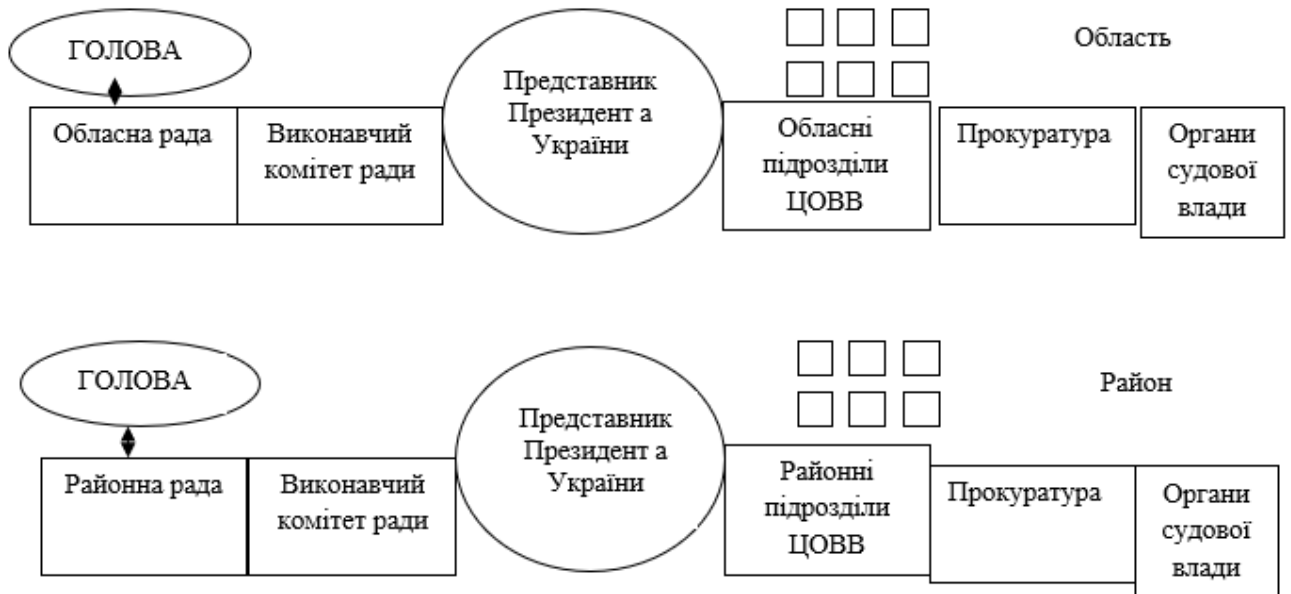 ГОЛОВА
Обласна рада
Виконавчий
комітет ради
Представник
Президент а
України
Обласні
підрозділи
ЦОВВ
Область
Прокуратура
Органи
судової
влади
ГОЛОВА
Районна рада
Виконавчий
комітет ради
Представник
Президент а
України
Районні
підрозділи
ЦОВВ
Район
Прокуратура
Органи
судової
влади